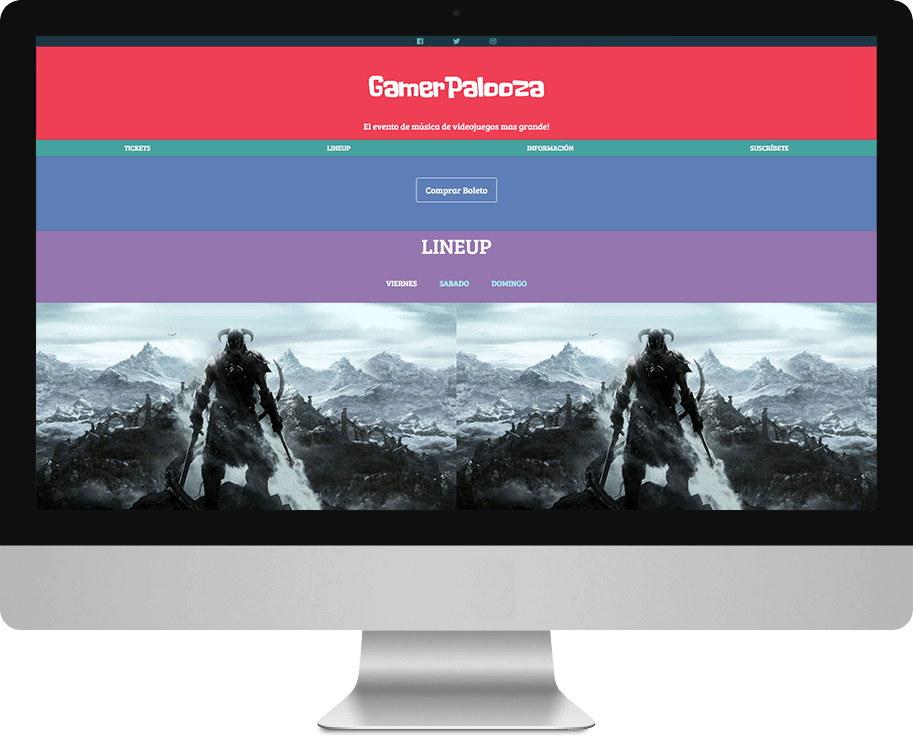 GamerPalooza
El evento de música de videojuegos mas grande!
TICKETS LINEUP INFORMACIÓN SUSCRÍBETE
Comprar Boleto
LINEUP
VIERNES SABADO DOMINGO